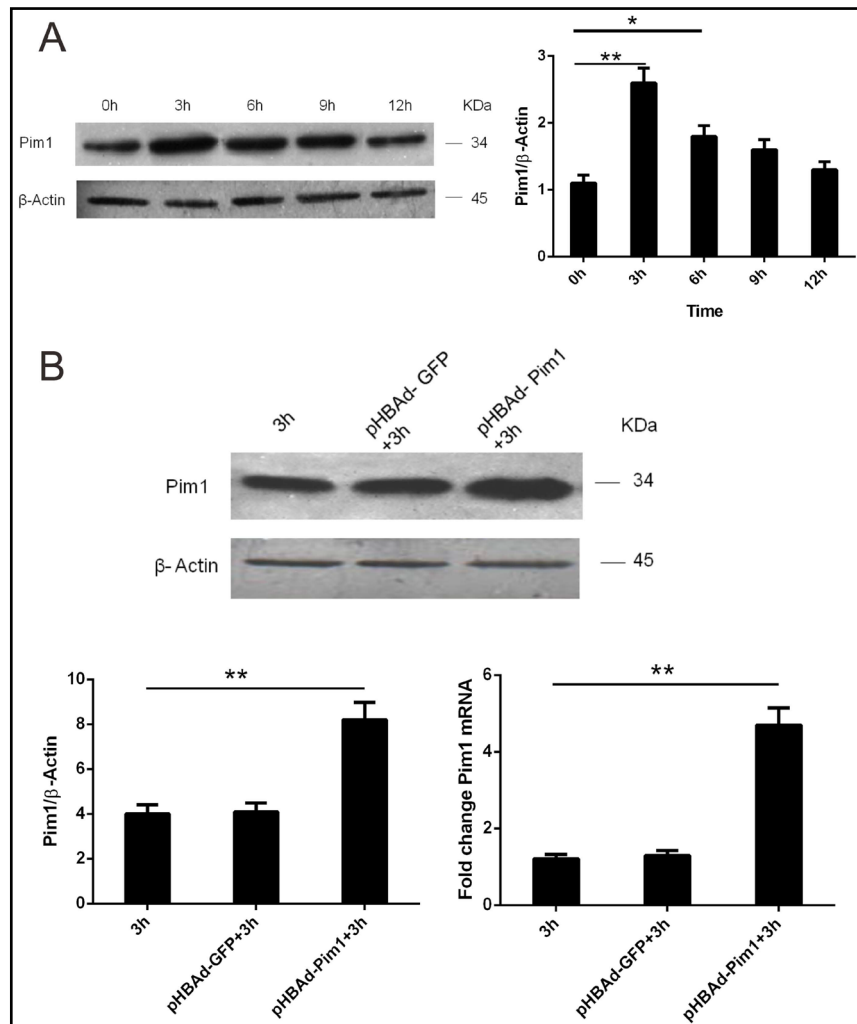 A
0h 3h 6h 9h 12h KDa
Pim1 34
β-Actin 45
* 
**
3
2
1
0
Pim1/β-Actin
0h 3h 6h 9h 12h
Time
B
3h pHBAd- GFP +3h pHBAd- Pim1 +3h KDa
Pim1 34
β- Actin 45
**
10
8
6
4
2
0
Pim1/β-Actin
3h pHBAd-GFP+3h pHBAd-Pim1+3h
**
6
4
2
0
Fold change Pim1 mRNA
3h pHBAd-GFP+3h pHBAd-Pim1+3h